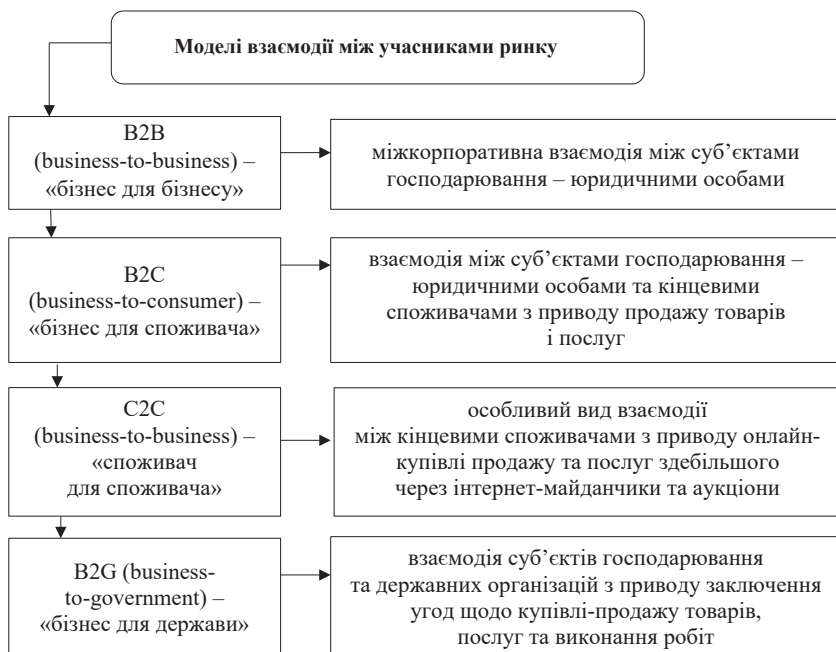 Моделі взаємодії між учасниками ринку
B2B
(business-to-business) –
«бізнес для бізнесу»
міжкорпоративна взаємодія між суб’єктами
господарювання – юридичними особами
B2C
(business-to-consumer) –
«бізнес для споживача»
взаємодія між суб’єктами господарювання –
юридичними особами та кінцевими
споживачами з приводу продажу товарів
і послуг
C2C
(business-to-business) –
«споживач
для споживача»
особливий вид взаємодії
між кінцевими споживачами з приводу онлайн-
купівлі продажу та послуг здебільшого
через інтернет-майданчики та аукціони
B2G (business-
to-government) –
«бізнес для держави»
взаємодія суб’єктів господарювання
та державних організацій з приводу заключення
угод щодо купівлі-продажу товарів,
послуг та виконання робіт